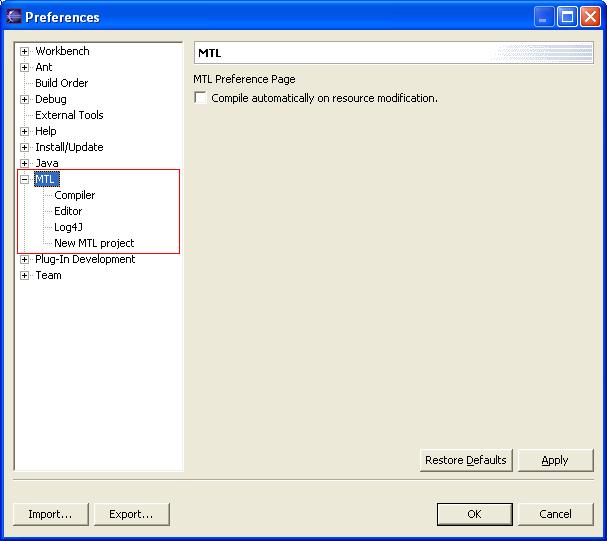 Preferences
Workbench
Ant
Build Order
Debug
External Tools
Help
Install/Update
Java
MTL
Compiler
Editor
Log4J
New MTL project
Plug-In Development
Team
MTL
MTL Preference Page
Compile automatically on resource modification.
Restore Defaults
Apply
Import...
Export...
OK
Cancel